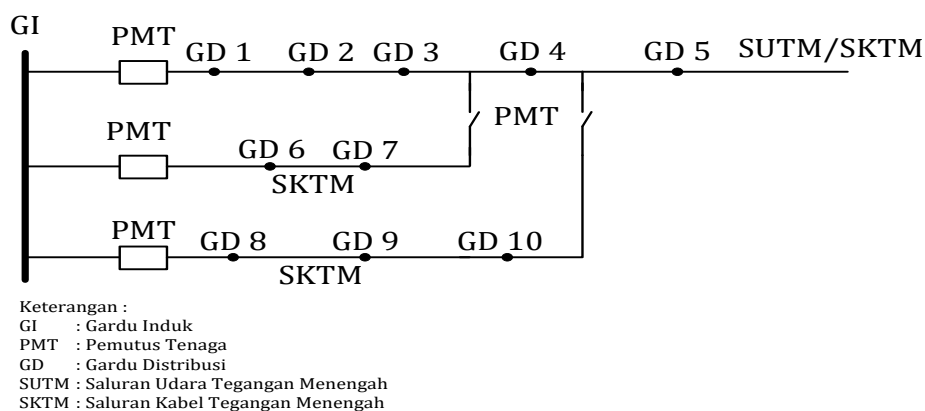 GI
PMT
GD 1
GD 2
GD 3
GD 4
GD 5
SUTM/SKTM
PMT
PMT
GD 6
GD 7
SKTM
PMT
GD 8
GD 9
GD 10
SKTM
Keterangan :
GI : Gardu Induk
PMT : Pemutus Tenaga
GD : Gardu Distribusi
SUTM : Saluran Udara Tegangan Menengah
SKTM : Saluran Kabel Tegangan Menengah